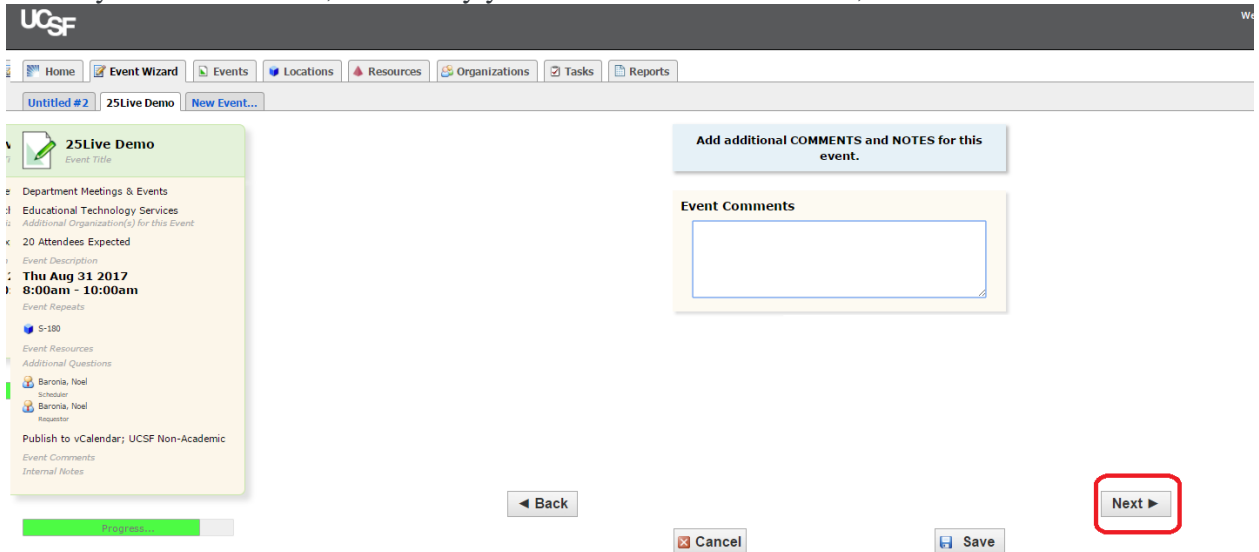 UCSF
We
Home Event Wizard Events Locations Resources Organizations Tasks Reports
Untitled #2 25Live Demo New Event...
25Live Demo
Event Title
Department Meetings & Events
Educational Technology Services
Additional Organization(s) for this Event
20 Attendees Expected
Event Description
Thu Aug 31 2017
8:00am - 10:00am
Event Repeats
S-180
Event Resources
Additional Questions
Baronia, Noel
Scheduler
Baronia, Noel
Requestor
Publish to vCalendar; UCSF Non-Academic
Event Comments
Internal Notes
Progress...
Add additional COMMENTS and NOTES for this
event.
Event Comments
◄ Back
Next ►
Cancel
Save